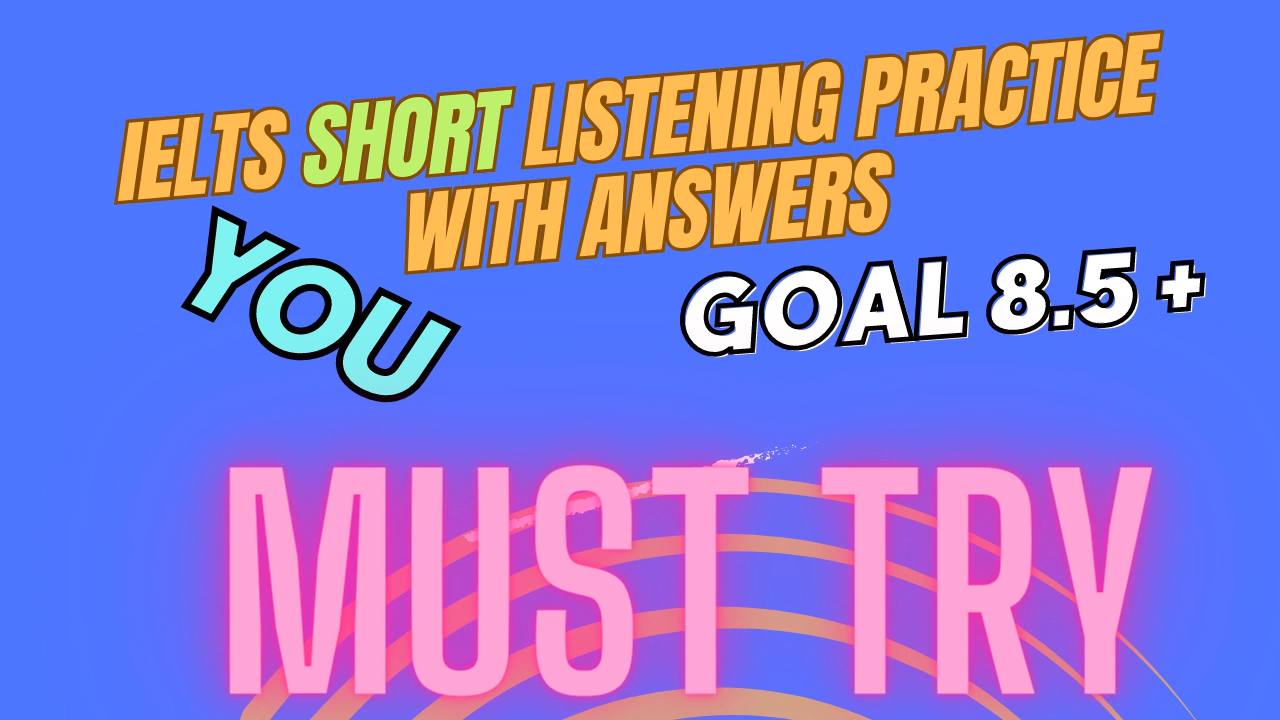 IELTS SHORT LISTENING PRACTICE
WITH ANSWERS
YOU
GOAL 8.5 +
MUST TRY